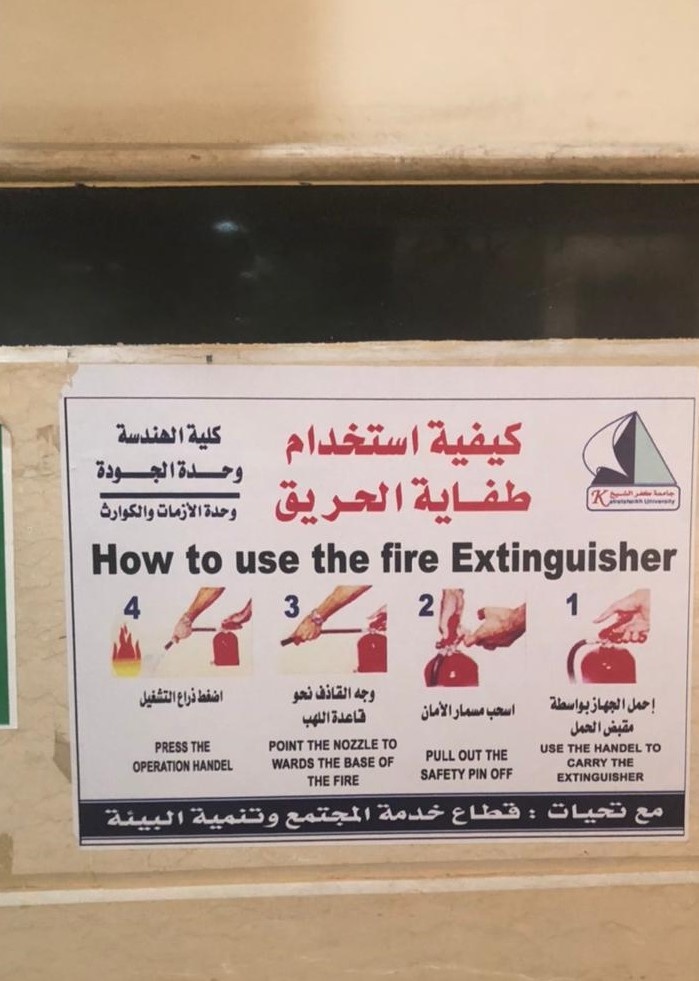 كلية الهندسة
وحدة الجودة
وحدة الأزمات والكوارث
كيفية استخدام
طفاية الحريق
جامعة كفر الشيخ
Kafrelsheikh University
How to use the fire Extinguisher
1
إحمل الجهاز بواسطة
مقبض الحمل
USE THE HANDEL TO
CARRY THE
EXTINGUISHER
2
اسحب مسمار الأمان
PULL OUT THE
SAFETY PIN OFF
3
وجه القاذف نحو
قاعدة اللهب
POINT THE NOZZLE TO
WARDS THE BASE OF
THE FIRE
4
اضغط ذراع التشغيل
PRESS THE
OPERATION HANDEL
مع تحيات : قطاع خدمة المجتمع وتنمية البيئة